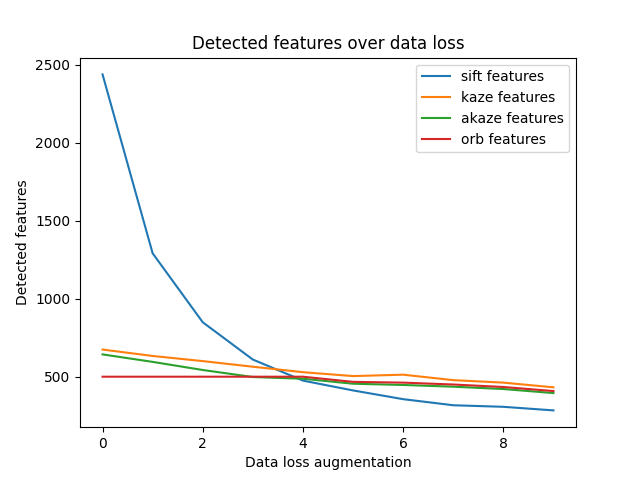 Detected features over data loss
2500
2000
1500
1000
500
Detected features
sift features
kaze features
akaze features
orb features
0 2 4 6 8
Data loss augmentation